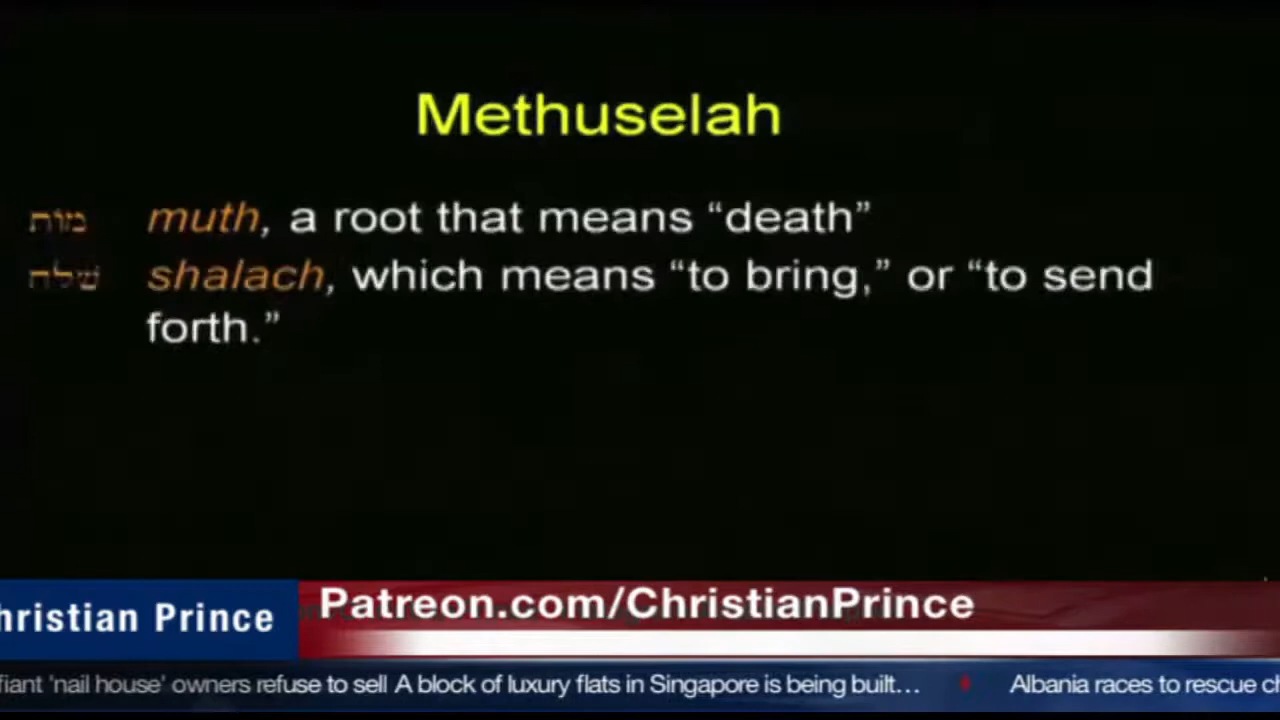 Methuselah
מות muth, a root that means “death”
שלח shalach, which means “to bring,” or “to send
forth.”
Patreon.com/ChristianPrince
hristian Prince
fiant 'nail house' owners refuse to sell A block of luxury flats in Singapore is being built… Albania races to rescue ch